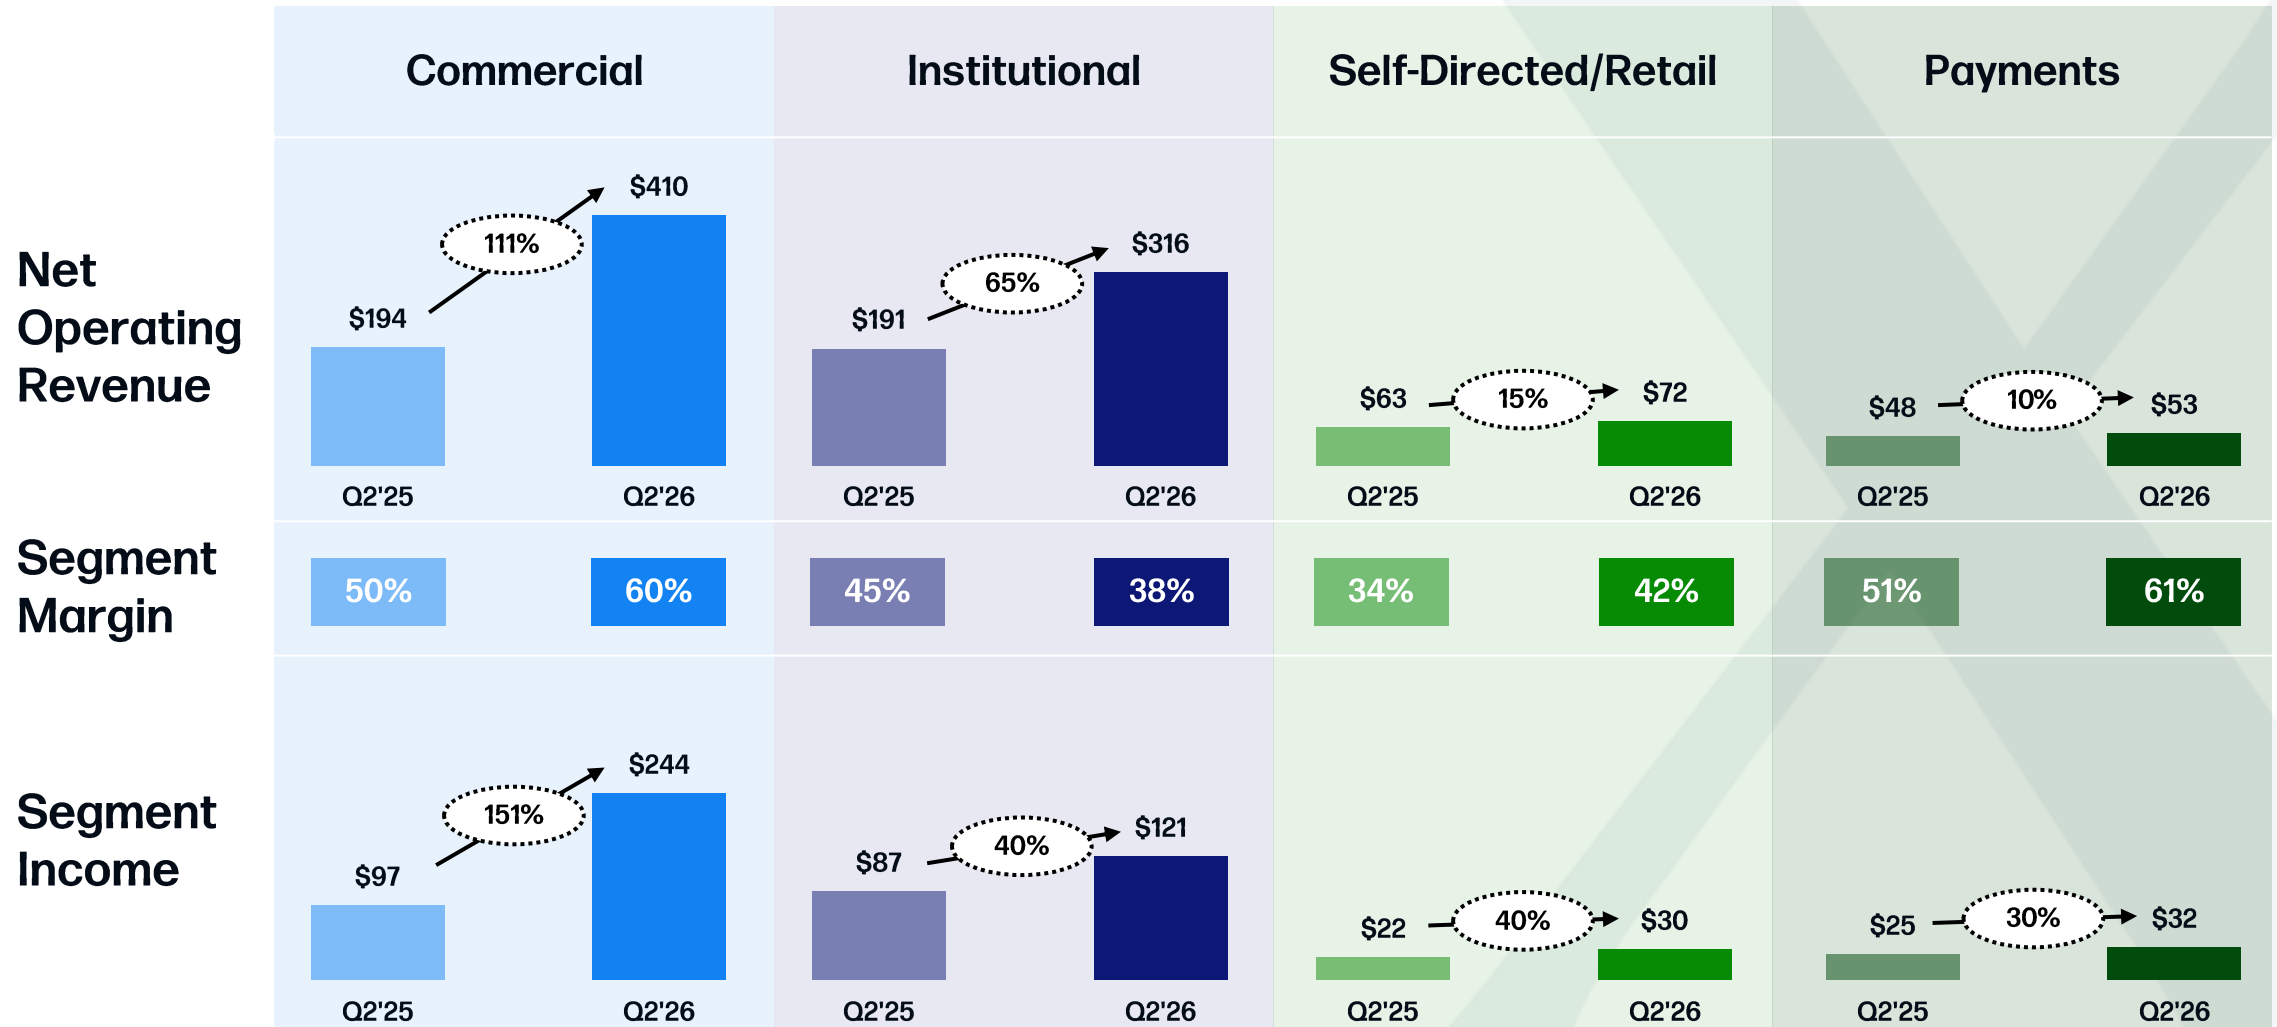 Commercial
Institutional
Self-Directed/Retail
Payments
Net
Operating
Revenue
$194
111%
$410
Q2'25
Q2'26
$191
65%
$316
Q2'25
Q2'26
$63
15%
$72
Q2'25
Q2'26
$48
10%
$53
Q2'25
Q2'26
Segment
Margin
50%
60%
45%
38%
34%
42%
51%
61%
Segment
Income
$97
151%
$244
Q2'25
Q2'26
$87
40%
$121
Q2'25
Q2'26
$22
40%
$30
Q2'25
Q2'26
$25
30%
$32
Q2'25
Q2'26